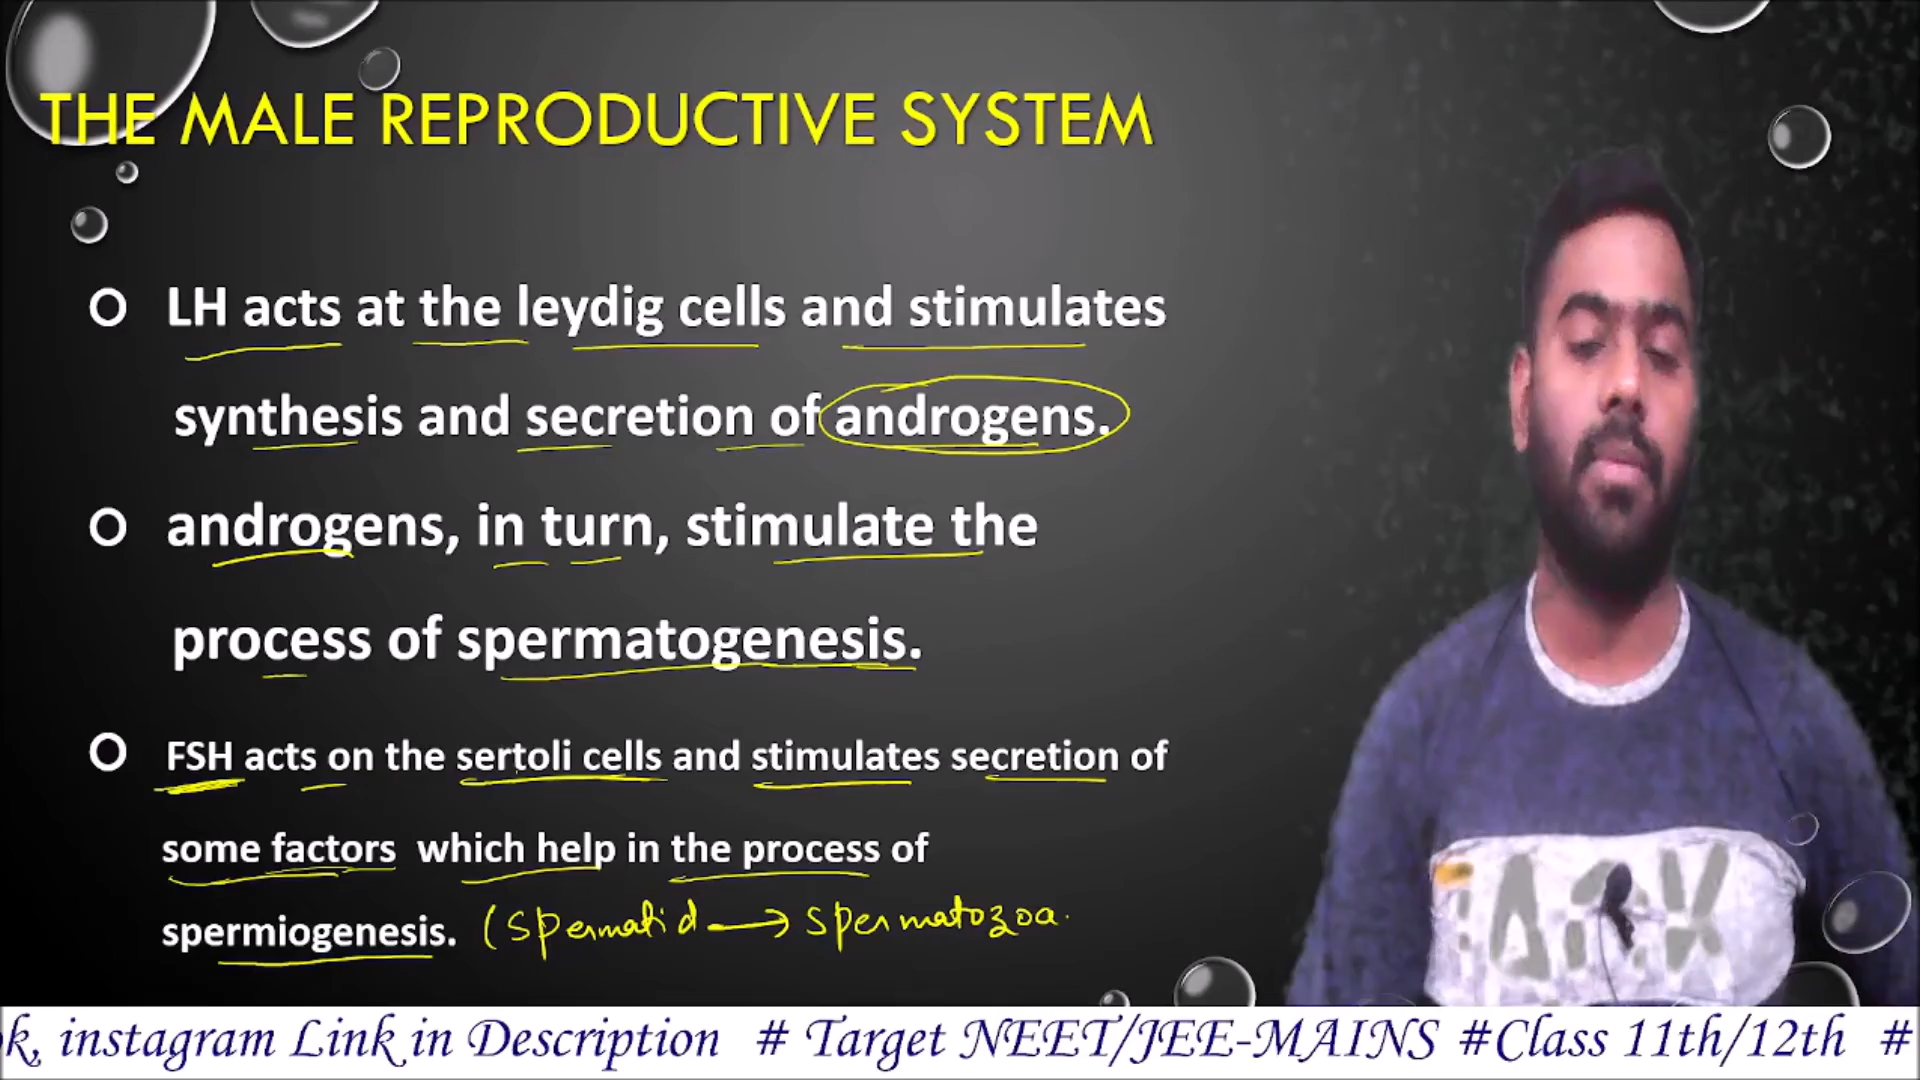 THE MALE REPRODUCTIVE SYSTEM
LH acts at the leydig cells and stimulates
synthesis and secretion of androgens.
androgens, in turn, stimulate the
process of spermatogenesis.
FSH acts on the sertoli cells and stimulates secretion of
some factors which help in the process of
spermiogenesis. (spermatid → spermatozoa.
k, instagram Link in Description # Target NEET/JEE-MAINS #Class 11th/12th #